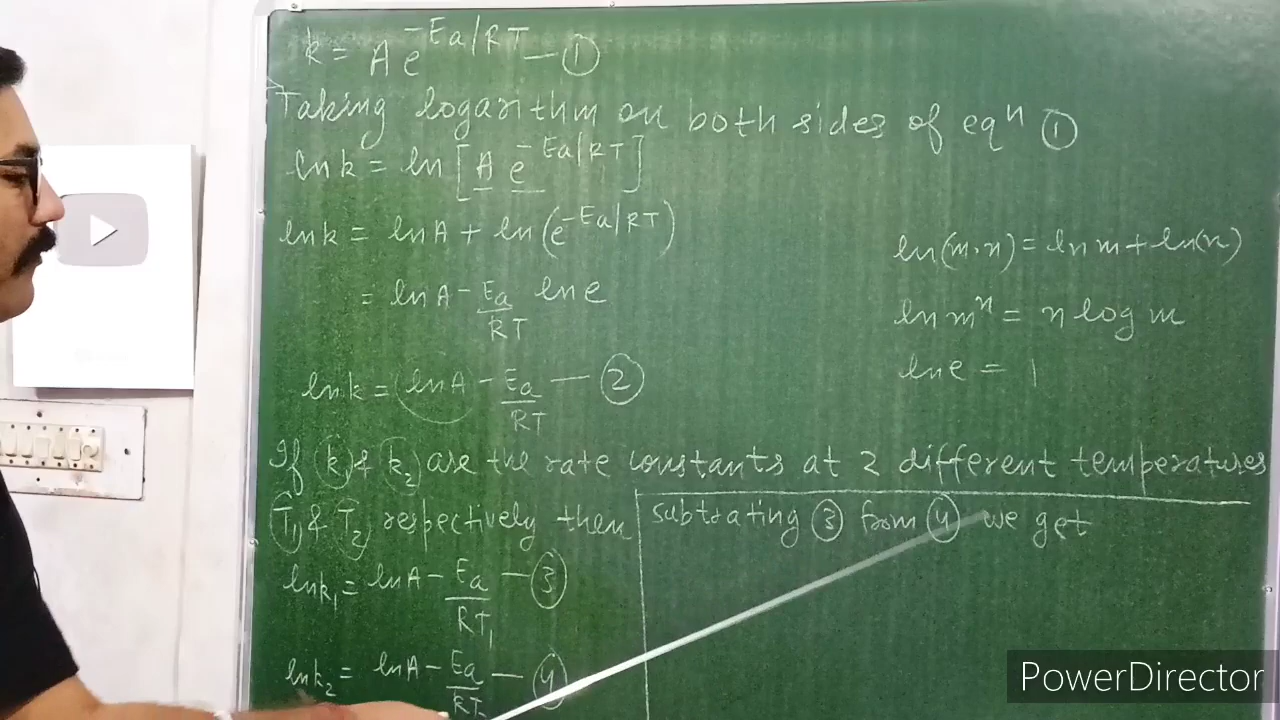 k = A e^-Ea/RT — ①
Taking logarithm on both sides of eqⁿ ①
ln k = ln [A e^-Ea/RT]
ln k = ln A + ln (e^-Ea/RT)
= ln A - Ea/RT ln e
ln k = ln A - Ea/RT — ②
ln(m.n) = ln m + ln(n)
ln mⁿ = n log m
ln e = 1
If k₁ & k₂ are the rate constants at 2 different temperatures
T₁ & T₂ respectively then
ln k₁ = ln A - Ea/RT₁ — ③
ln k₂ = ln A - Ea/RT₂ — ④
subtrating ③ from ④ we get
PowerDirector